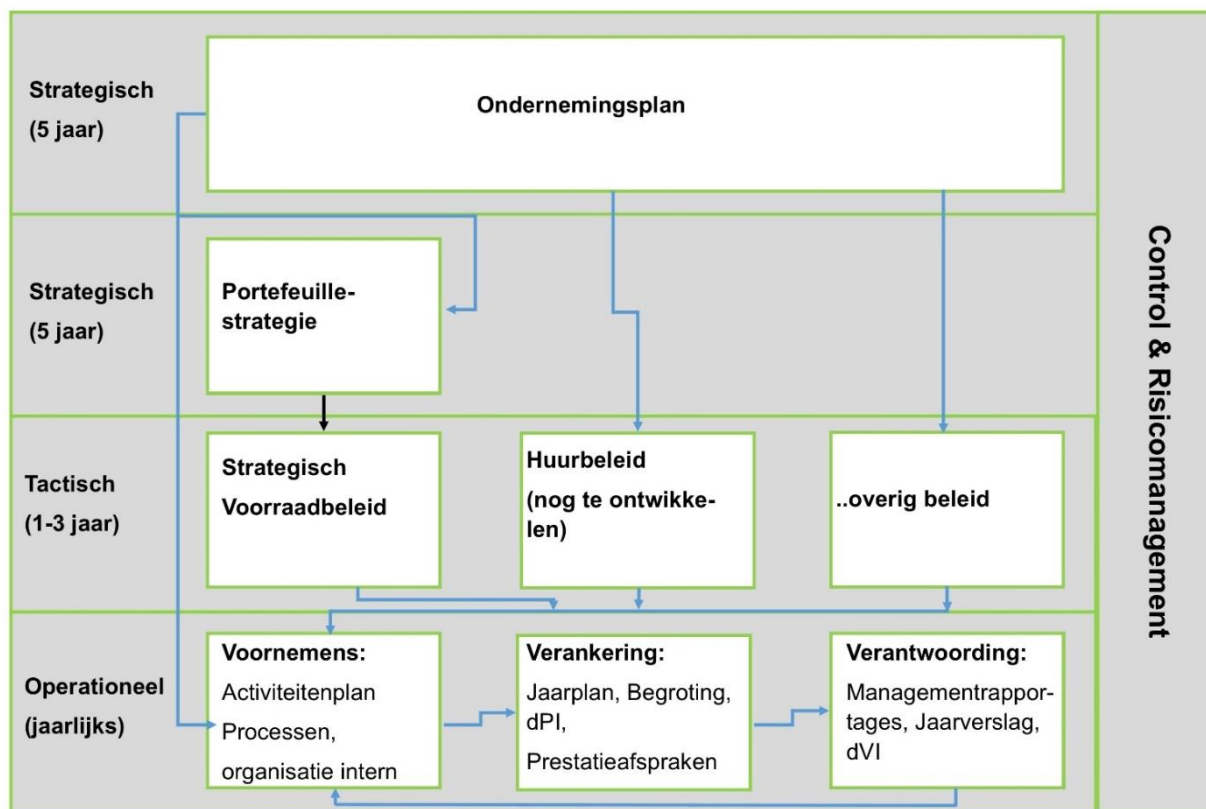 Strategisch
(5 jaar)
Ondernemingsplan
Strategisch
(5 jaar)
Portefeuille-
strategie
Tactisch
(1-3 jaar)
Strategisch
Voorraadbeleid
Huurbeleid
(nog te ontwikke-
len)
..overig beleid
Operationeel
(jaarlijks)
Voornemens:
Activiteitenplan
Processen,
organisatie intern
Verankering:
Jaarplan, Begroting,
dPI,
Prestatieafspraken
Verantwoording:
Managementrappor-
tages, Jaarverslag,
dVI
Control & Risicomanagement